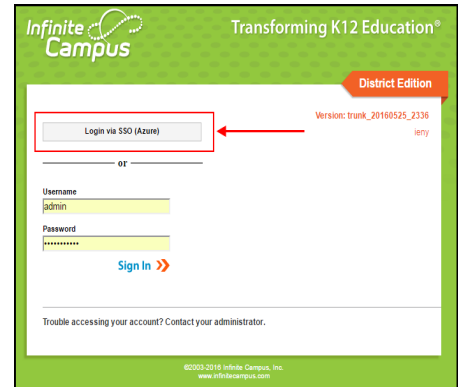 Infinite
Campus
Transforming K12 Education®
District Edition
Version: trunk_20160525_2336
ieny
Login via SSO (Azure)
or
Username
admin
Password
•••••••••••
Sign In
Trouble accessing your account? Contact your administrator.
©2003-2016 Infinite Campus, Inc.
www.infinitecampus.com